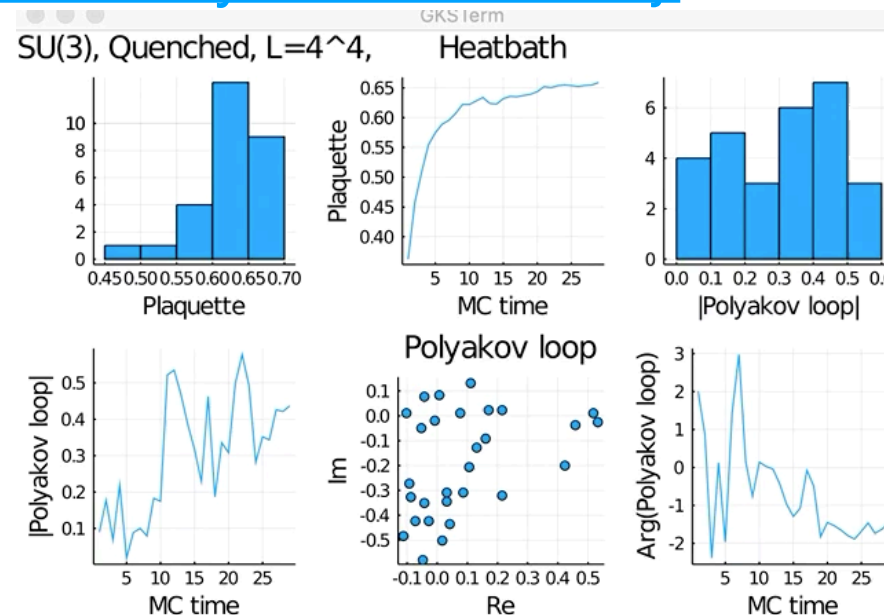 GKSTerm
SU(3), Quenched, L=4^4, Heatbath
10
8
6
4
2
0
0.45 0.50 0.55 0.60 0.65 0.70
Plaquette
Plaquette
0.65
0.60
0.55
0.50
0.45
0.40
5 10 15 20 25
MC time
6
4
2
0
0.0 0.1 0.2 0.3 0.4 0.5
|Polyakov loop|
|Polyakov loop|
0.5
0.4
0.3
0.2
0.1
5 10 15 20 25
MC time
Polyakov loop
Im
0.1
0.0
-0.1
-0.2
-0.3
-0.4
-0.5
-0.1 0.0 0.1 0.2 0.3 0.4 0.5
Re
Arg(Polyakov loop)
3
2
1
0
-1
-2
5 10 15 20 25
MC time